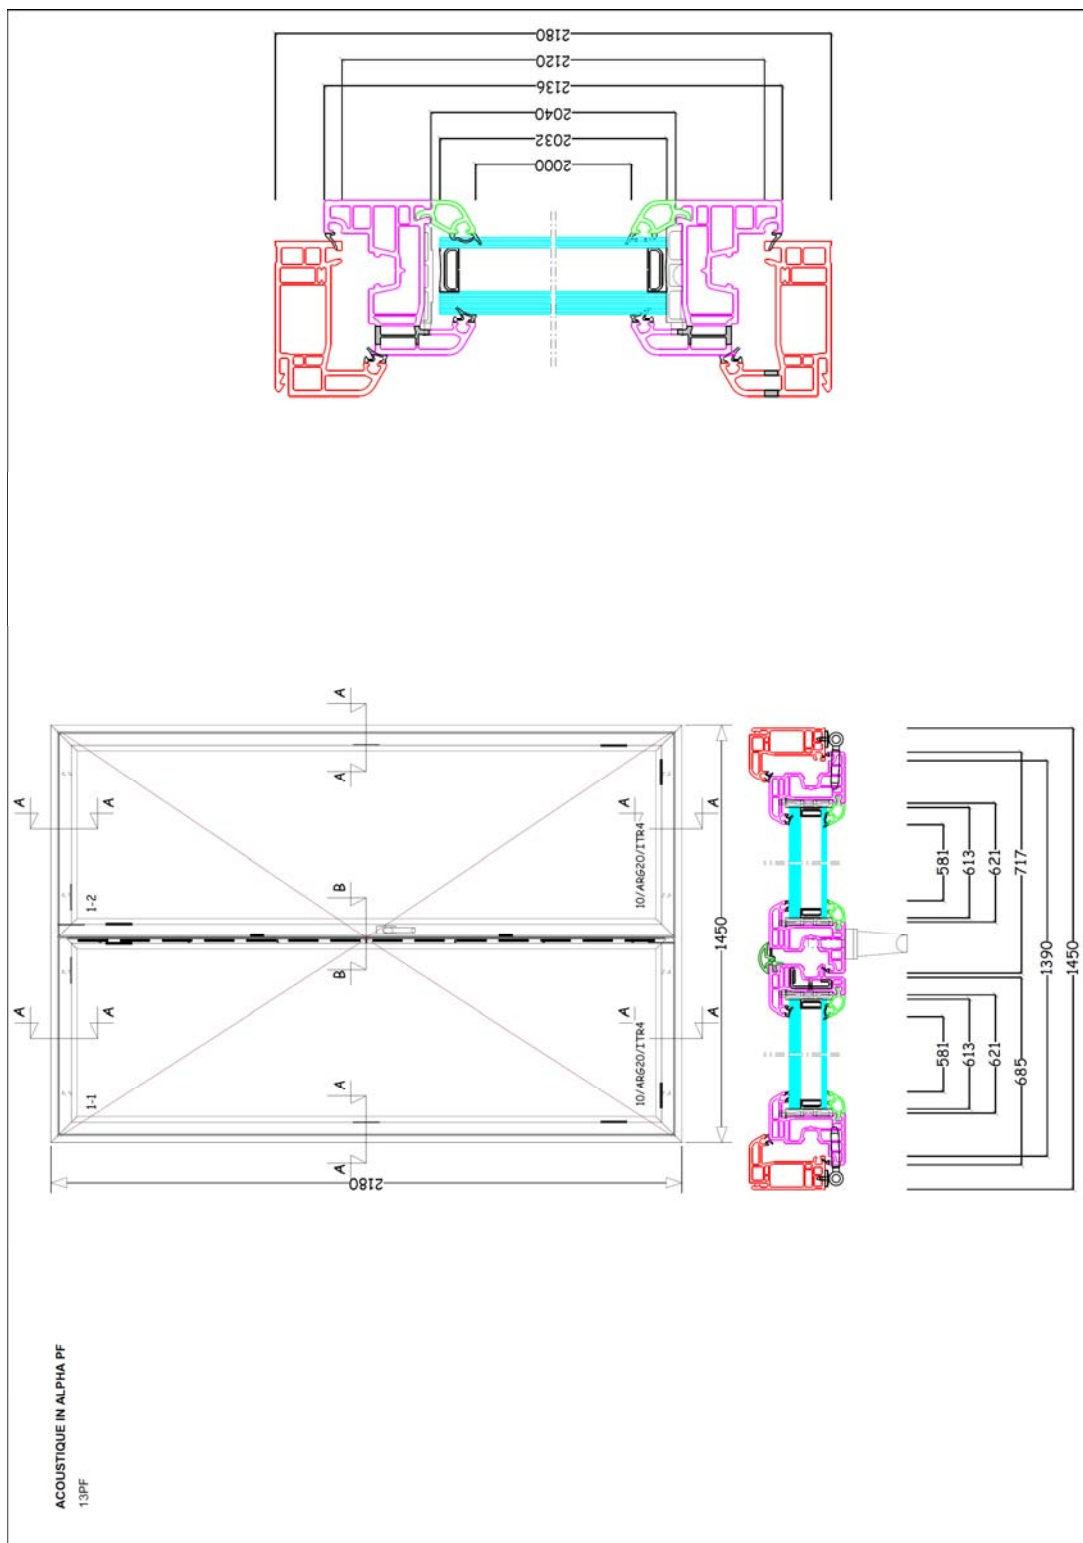 2180
2120
2136
2040
2032
2000
A
A
A
A
A
A
1-2
10/ARG20/ITR4
B
B
1450
A
A
A
A
1-1
10/ARG20/ITR4
A
A
2180
581
613
621
717
1390
1450
581
613
621
685
ACOUSTIQUE IN ALPHA PF
13PF